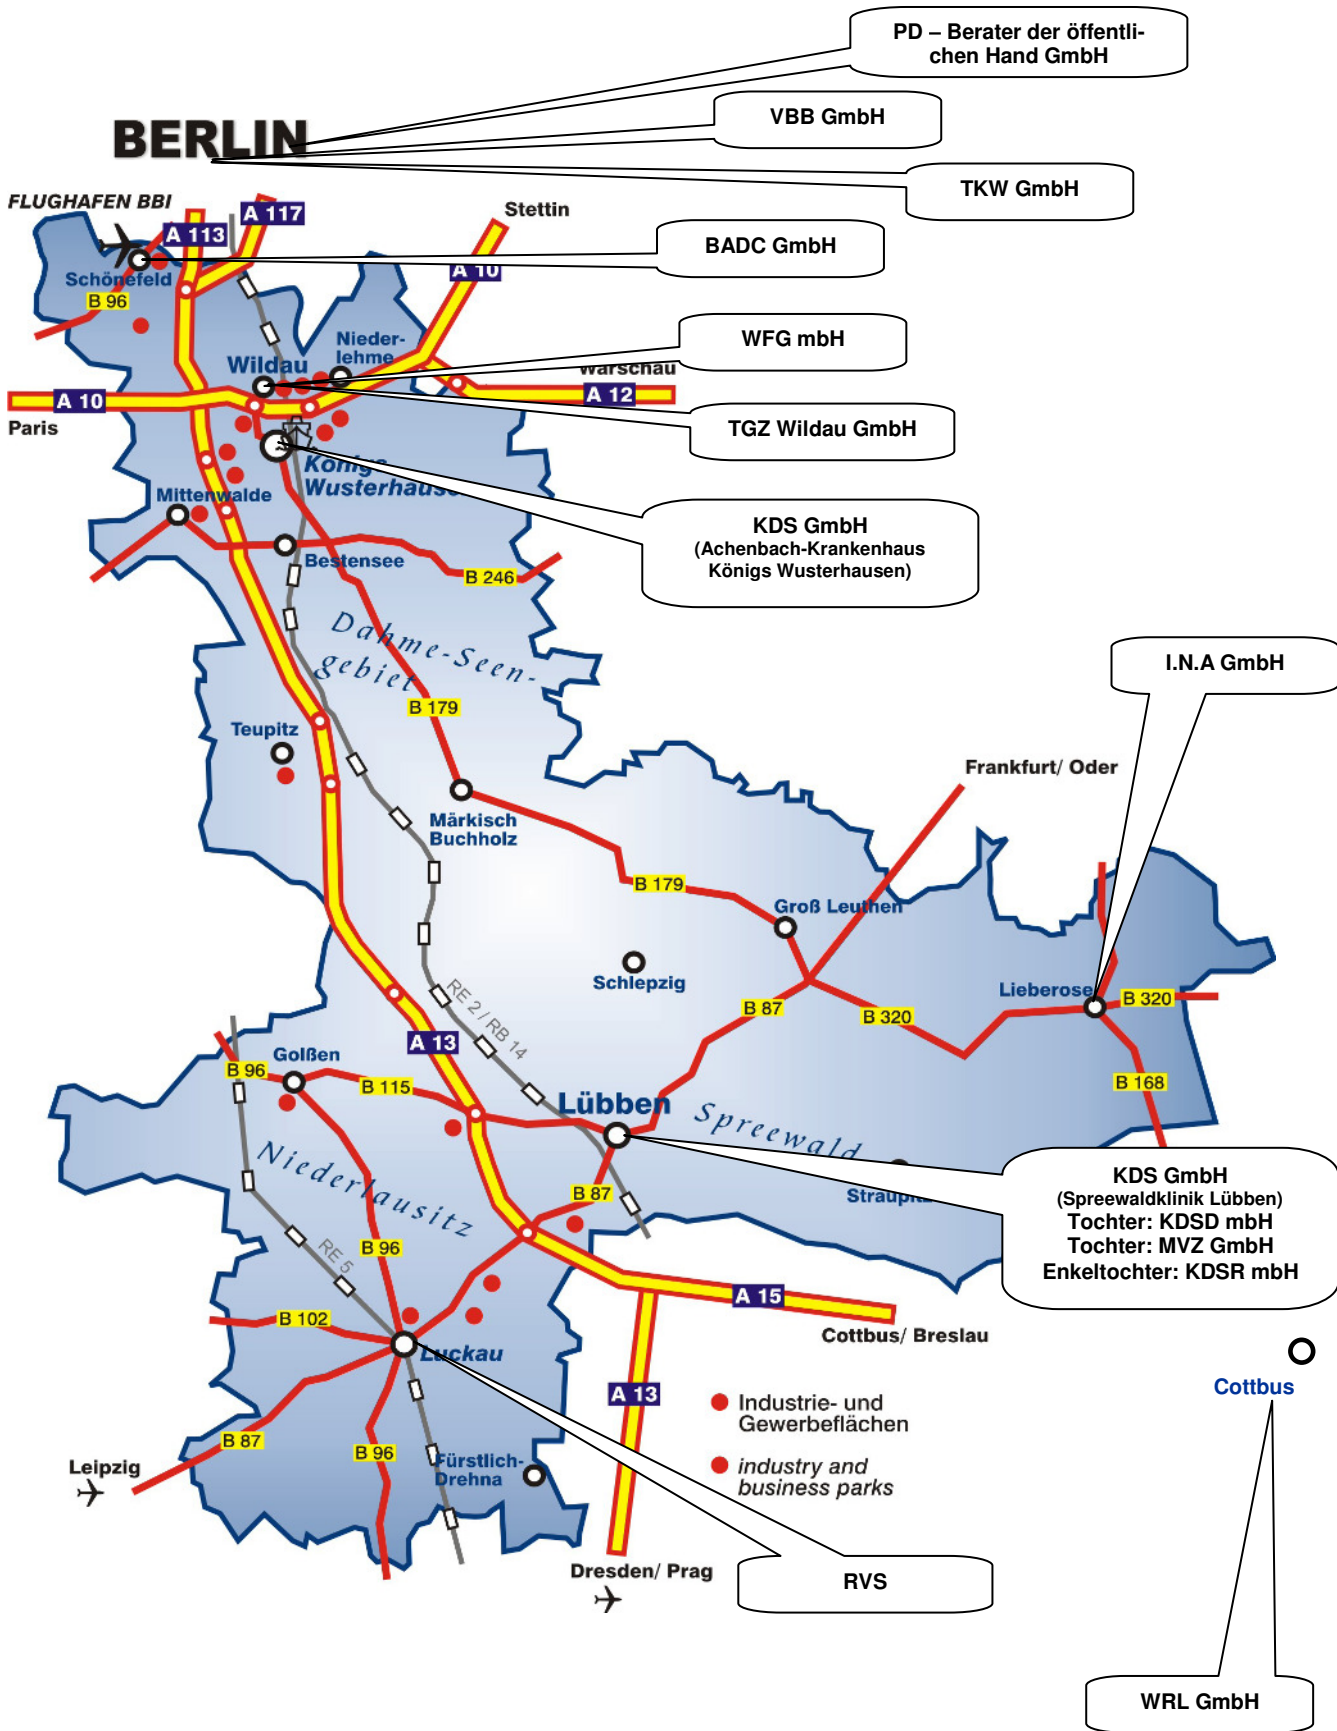 PD – Berater der öffentli-
chen Hand GmbH
VBB GmbH
BERLIN
TKW GmbH
FLUGHAFEN BBI
A 117
A 113
Stettin
BADC GmbH
A 10
Schönefeld
B 96
WFG mbH
Nieder-
lehme
Wildau
Warschau
A 10
A 12
Paris
TGZ Wildau GmbH
Königs
Wusterhause
Mittenwalde
KDS GmbH
(Achenbach-Krankenhaus
Königs Wusterhausen)
Bestensee
B 246
Dahme-Seen-
gebiet
I.N.A GmbH
B 179
Teupitz
Frankfurt/ Oder
Märkisch
Buchholz
B 179
Groß Leuthen
Schlepzig
Lieberose
B 320
RE 2 / RB 14
B 87
B 320
A 13
Golßen
B 96
B 115
B 168
Lübben
Spreewald
Niederlausitz
KDS GmbH
(Spreewaldklinik Lübben)
Tochter: KDSD mbH
Tochter: MVZ GmbH
Enkeltochter: KDSR mbH
B 87
Straupitz
B 96
RE 5
A 15
B 102
Cottbus/ Breslau
Luckau
Cottbus
A 13
Industrie- und
Gewerbeflächen
B 87
B 96
Leipzig
Fürstlich-
Drehna
industry and
business parks
Dresden/ Prag
RVS
WRL GmbH